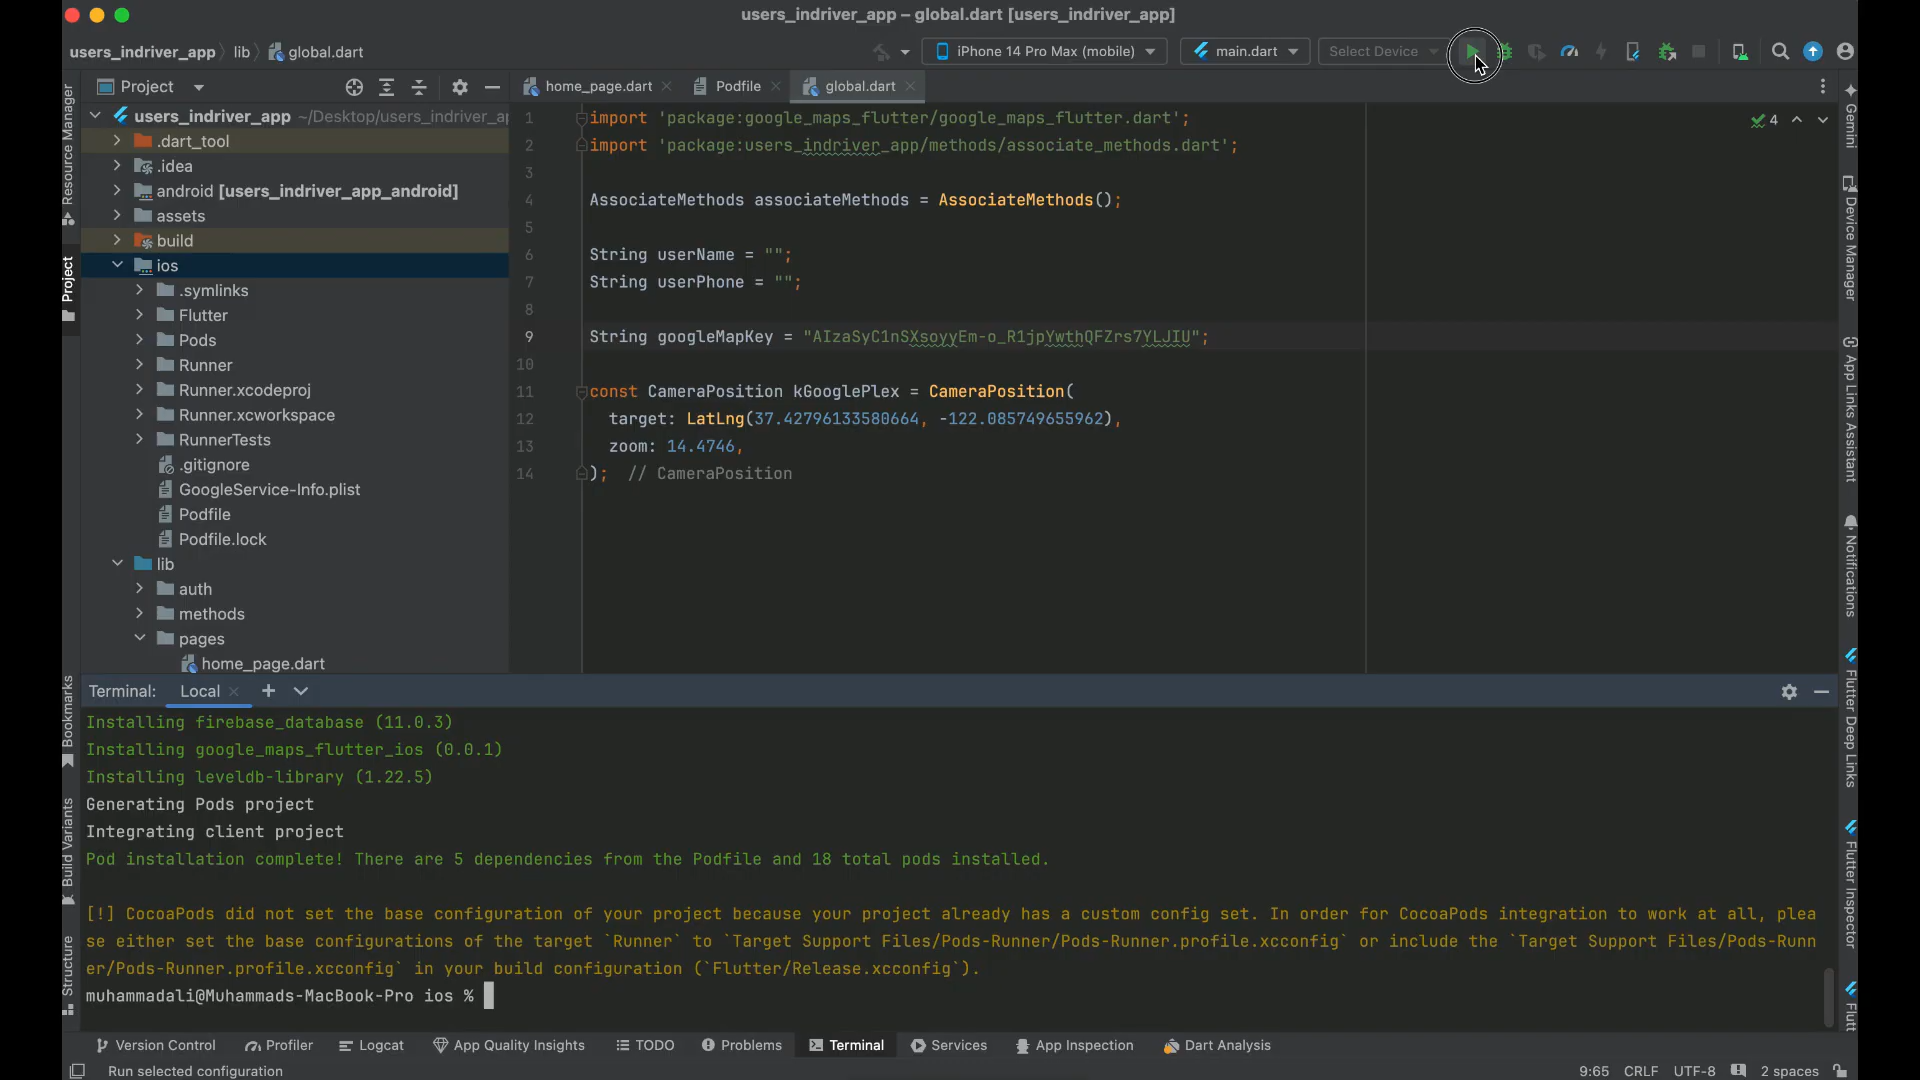 users_indriver_app – global.dart [users_indriver_app]
users_indriver_app lib global.dart
iPhone 14 Pro Max (mobile) main.dart Select Device
Project
home_page.dart Podfile global.dart
Resource Manager
Project
Bookmarks
Build Variants
Structure
users_indriver_app ~/Desktop/users_indriver_ap
.dart_tool
.idea
android [users_indriver_app_android]
assets
build
ios
.symlinks
Flutter
Pods
Runner
Runner.xcodeproj
Runner.xcworkspace
RunnerTests
.gitignore
GoogleService-Info.plist
Podfile
Podfile.lock
lib
auth
methods
pages
home_page.dart
1 import 'package:google_maps_flutter/google_maps_flutter.dart';
2 import 'package:users_indriver_app/methods/associate_methods.dart';
3
4 AssociateMethods associateMethods = AssociateMethods();
5
6 String userName = "";
7 String userPhone = "";
8
9 String googleMapKey = "AIzaSyC1nSXsoyyEm-o_R1jpYwthQFZrs7YLJIU";
10
11 const CameraPosition kGooglePlex = CameraPosition(
12 target: LatLng(37.42796133580664, -122.085749655962),
13 zoom: 14.4746,
14 ); // CameraPosition
4
Gemini
Device Manager
App Links Assistant
Notifications
Flutter Deep Links
Flutter Inspector
Flutt
Terminal: Local
Installing firebase_database (11.0.3)
Installing google_maps_flutter_ios (0.0.1)
Installing leveldb-library (1.22.5)
Generating Pods project
Integrating client project
Pod installation complete! There are 5 dependencies from the Podfile and 18 total pods installed.
[!] CocoaPods did not set the base configuration of your project because your project already has a custom config set. In order for CocoaPods integration to work at all, plea
se either set the base configurations of the target `Runner` to `Target Support Files/Pods-Runner/Pods-Runner.profile.xcconfig` or include the `Target Support Files/Pods-Runn
er/Pods-Runner.profile.xcconfig` in your build configuration (`Flutter/Release.xcconfig`).
muhammadali@Muhammads-MacBook-Pro ios %
Version Control Profiler Logcat App Quality Insights TODO Problems Terminal Services App Inspection Dart Analysis
Run selected configuration 9:65 CRLF UTF-8 2 spaces